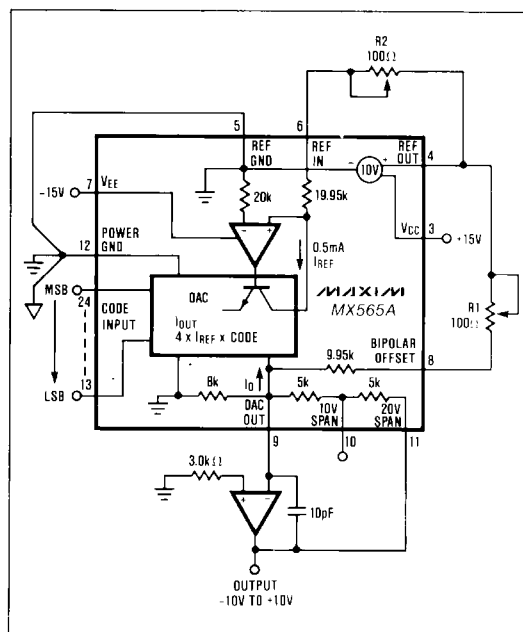 R2
100Ω
5
6
REF
GND
REF
IN
REF
OUT
4
-15V
7
VEE
20k
19.95k
10V
VCC
3
+15V
12
POWER
GND
0.5mA
IREF
MSB
24
CODE
INPUT
DAC
IOUT
4 x IREF x CODE
MAXIM
MX565A
R1
100Ω
BIPOLAR
OFFSET
9.95k
8
LSB
13
8k
IO
5k
5k
DAC
OUT
10V
SPAN
20V
SPAN
9
10
11
3.0kΩ
10pF
OUTPUT
-10V TO +10V